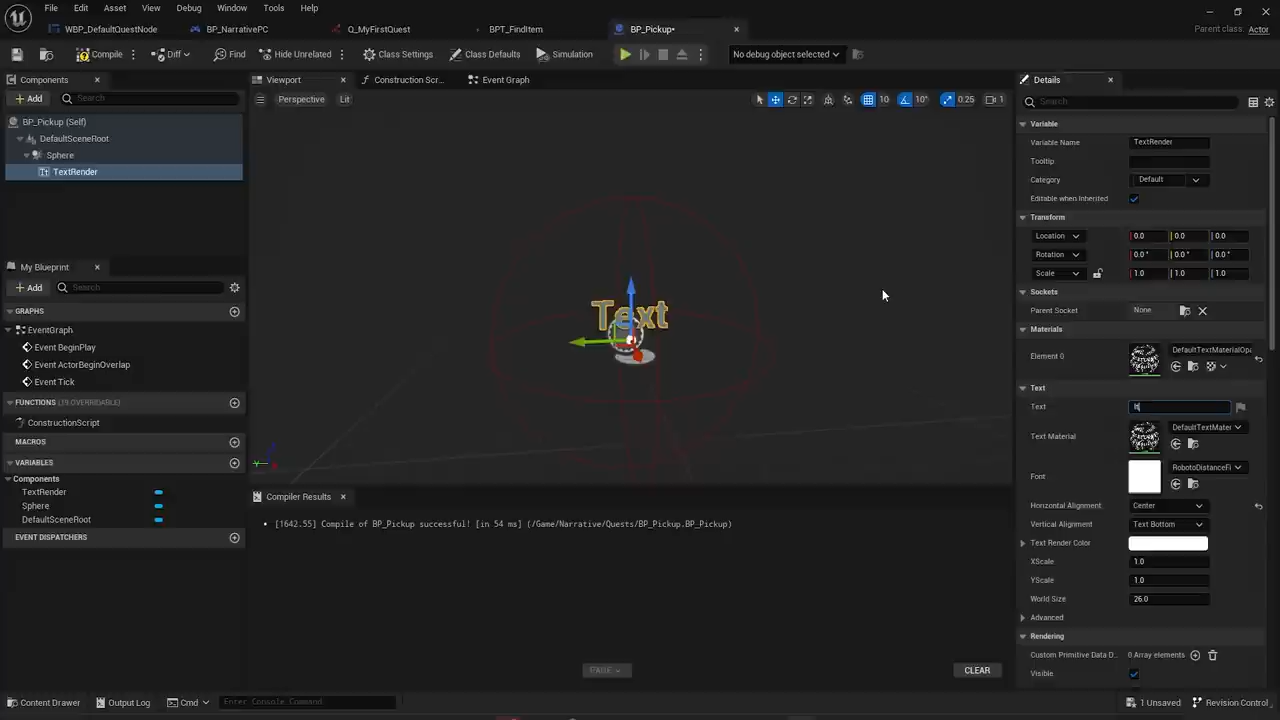 File Edit Asset View Debug Window Tools Help
WBP_DefaultQuestNode BP_NarrativePC Q_MyFirstQuest BPT_FindItem BP_Pickup•
Parent class: Actor
Compile Diff Find Hide Unrelated Class Settings Class Defaults Simulation No debug object selected
Components
Add Search
BP_Pickup (Self)
DefaultSceneRoot
Sphere
TextRender
My Blueprint
Add Search
GRAPHS
EventGraph
Event BeginPlay
Event ActorBeginOverlap
Event Tick
FUNCTIONS (19 OVERRIDABLE)
ConstructionScript
MACROS
VARIABLES
Components
TextRender
Sphere
DefaultSceneRoot
EVENT DISPATCHERS
Viewport Construction Scr... Event Graph
Perspective Lit 10 10° 0.25 1
Text
Compiler Results
[1642.55] Compile of BP_Pickup successful! [in 54 ms] (/Game/Narrative/Quests/BP_Pickup.BP_Pickup)
PAGE CLEAR
Details
Search
Variable
Variable Name TextRender
Tooltip
Category Default
Editable when Inherited
Transform
Location 0.0 0.0 0.0
Rotation 0.0° 0.0° 0.0°
Scale 1.0 1.0 1.0
Sockets
Parent Socket None
Materials
Element 0 DefaultTextMaterialOpa
Text
Text
Text Material DefaultTextMater
Font RobotoDistanceFi
Horizontal Alignment Center
Vertical Alignment Text Bottom
Text Render Color
XScale 1.0
YScale 1.0
World Size 26.0
Advanced
Rendering
Custom Primitive Data D... 0 Array elements
Visible
Content Drawer Output Log Cmd Enter Console Command 1 Unsaved Revision Control